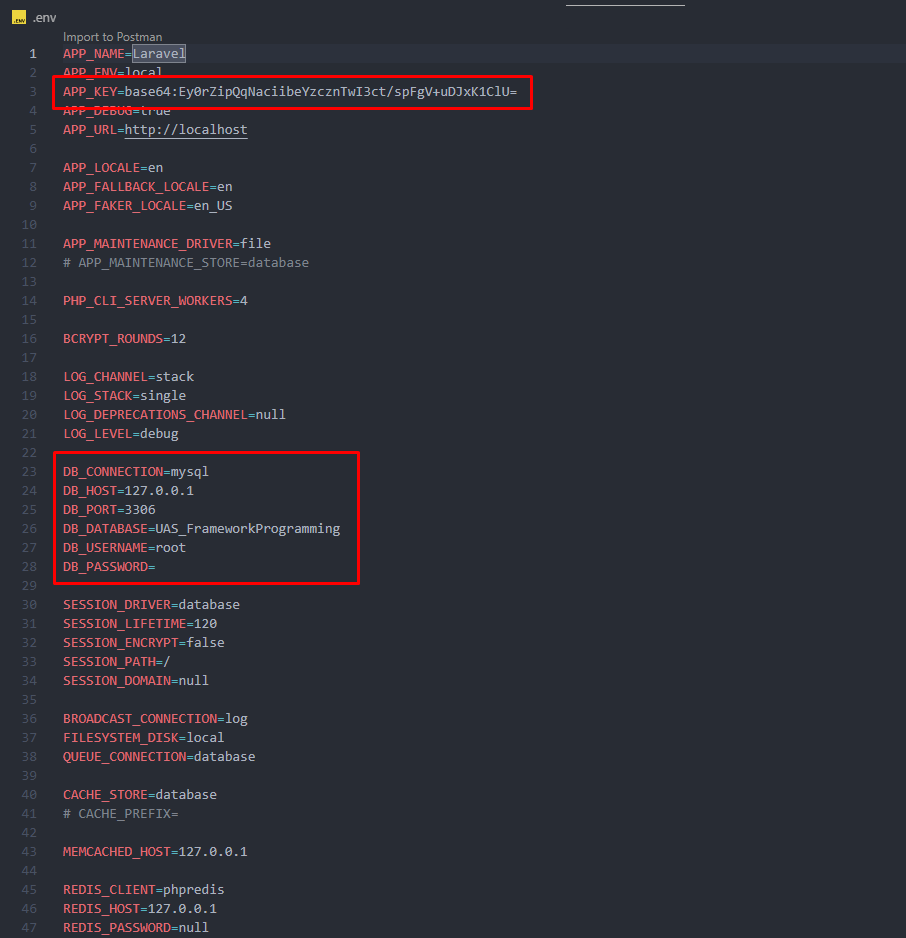 .env
Import to Postman
1 APP_NAME=Laravel
2 APP_ENV=local
3 APP_KEY=base64:Ey0rZipQqNaciibeYzcznTwI3ct/spFgV+uDJxK1ClU=
4 APP_DEBUG=true
5 APP_URL=http://localhost
6
7 APP_LOCALE=en
8 APP_FALLBACK_LOCALE=en
9 APP_FAKER_LOCALE=en_US
10
11 APP_MAINTENANCE_DRIVER=file
12 # APP_MAINTENANCE_STORE=database
13
14 PHP_CLI_SERVER_WORKERS=4
15
16 BCRYPT_ROUNDS=12
17
18 LOG_CHANNEL=stack
19 LOG_STACK=single
20 LOG_DEPRECATIONS_CHANNEL=null
21 LOG_LEVEL=debug
22
23 DB_CONNECTION=mysql
24 DB_HOST=127.0.0.1
25 DB_PORT=3306
26 DB_DATABASE=UAS_FrameworkProgramming
27 DB_USERNAME=root
28 DB_PASSWORD=
29
30 SESSION_DRIVER=database
31 SESSION_LIFETIME=120
32 SESSION_ENCRYPT=false
33 SESSION_PATH=/
34 SESSION_DOMAIN=null
35
36 BROADCAST_CONNECTION=log
37 FILESYSTEM_DISK=local
38 QUEUE_CONNECTION=database
39
40 CACHE_STORE=database
41 # CACHE_PREFIX=
42
43 MEMCACHED_HOST=127.0.0.1
44
45 REDIS_CLIENT=phpredis
46 REDIS_HOST=127.0.0.1
47 REDIS_PASSWORD=null